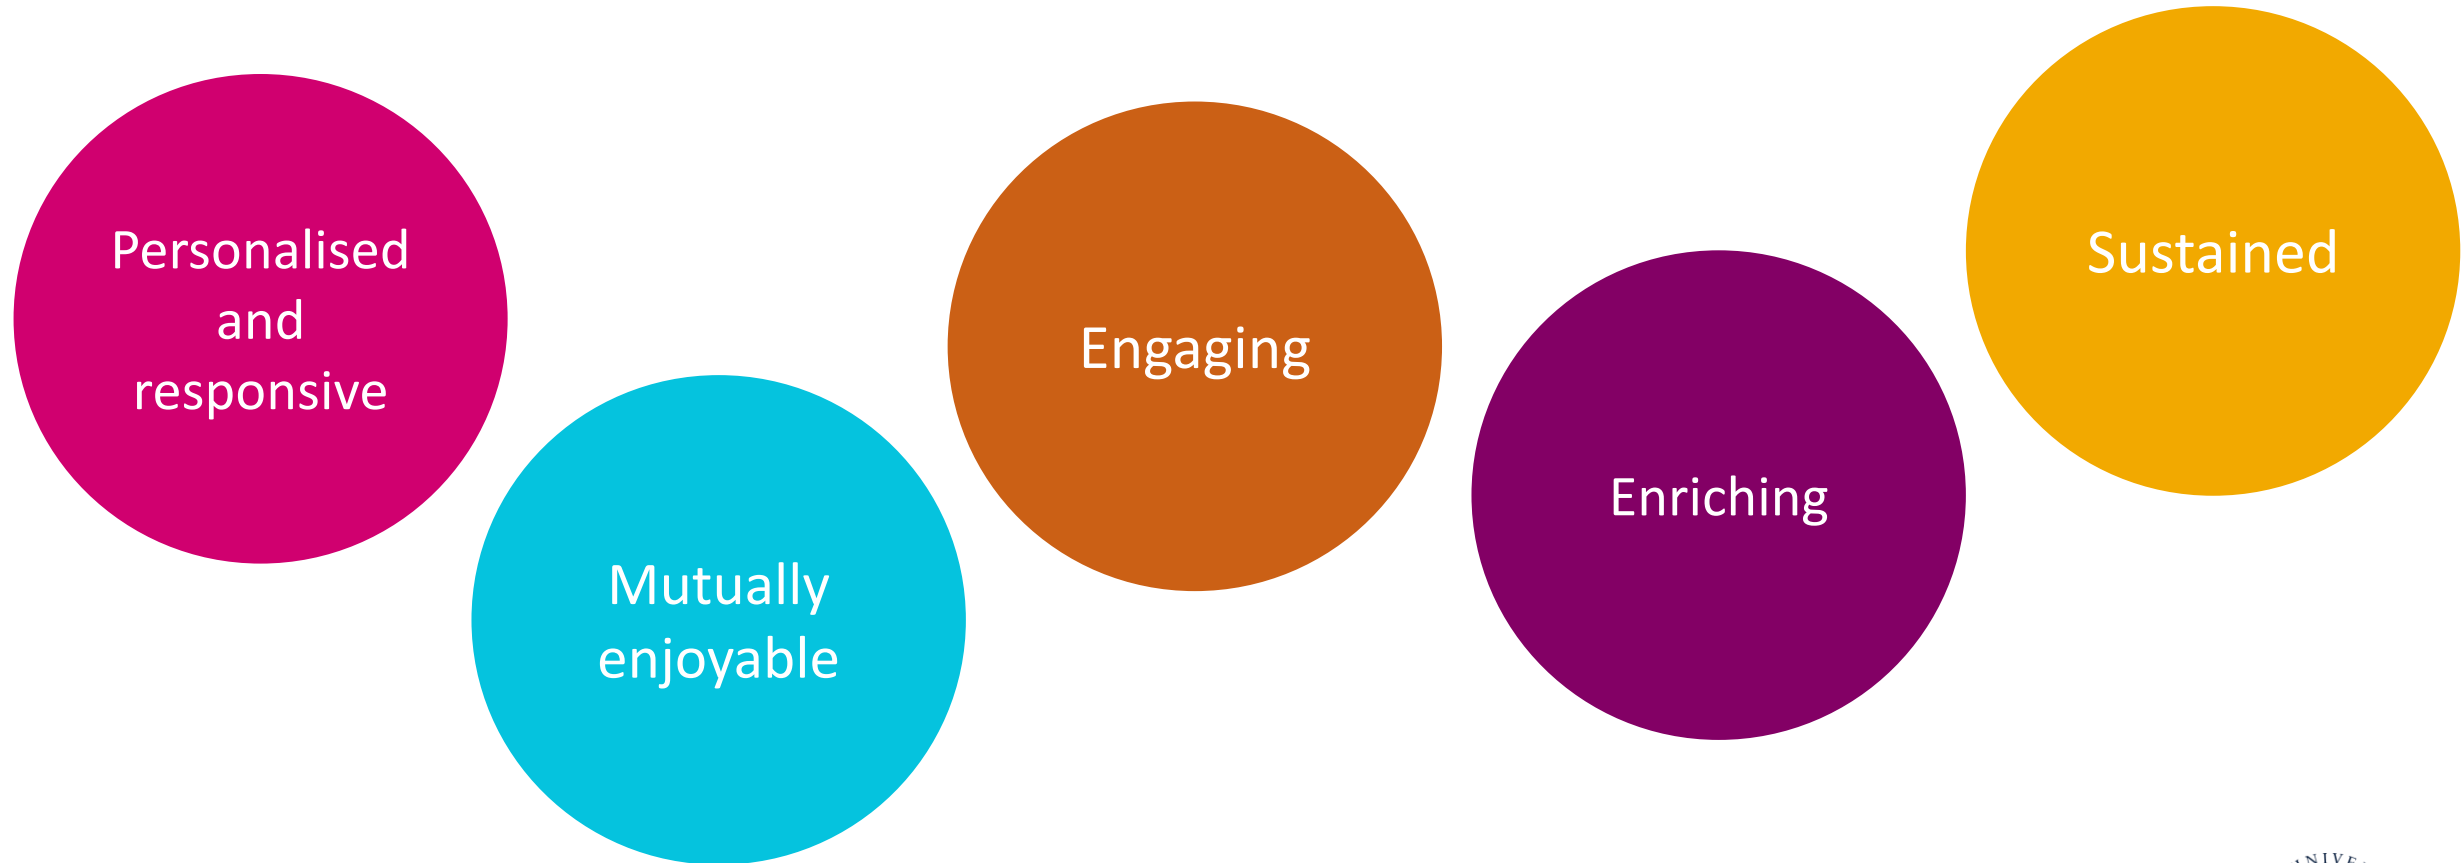 Personalised
and
responsive
Mutually
enjoyable
Engaging
Enriching
Sustained